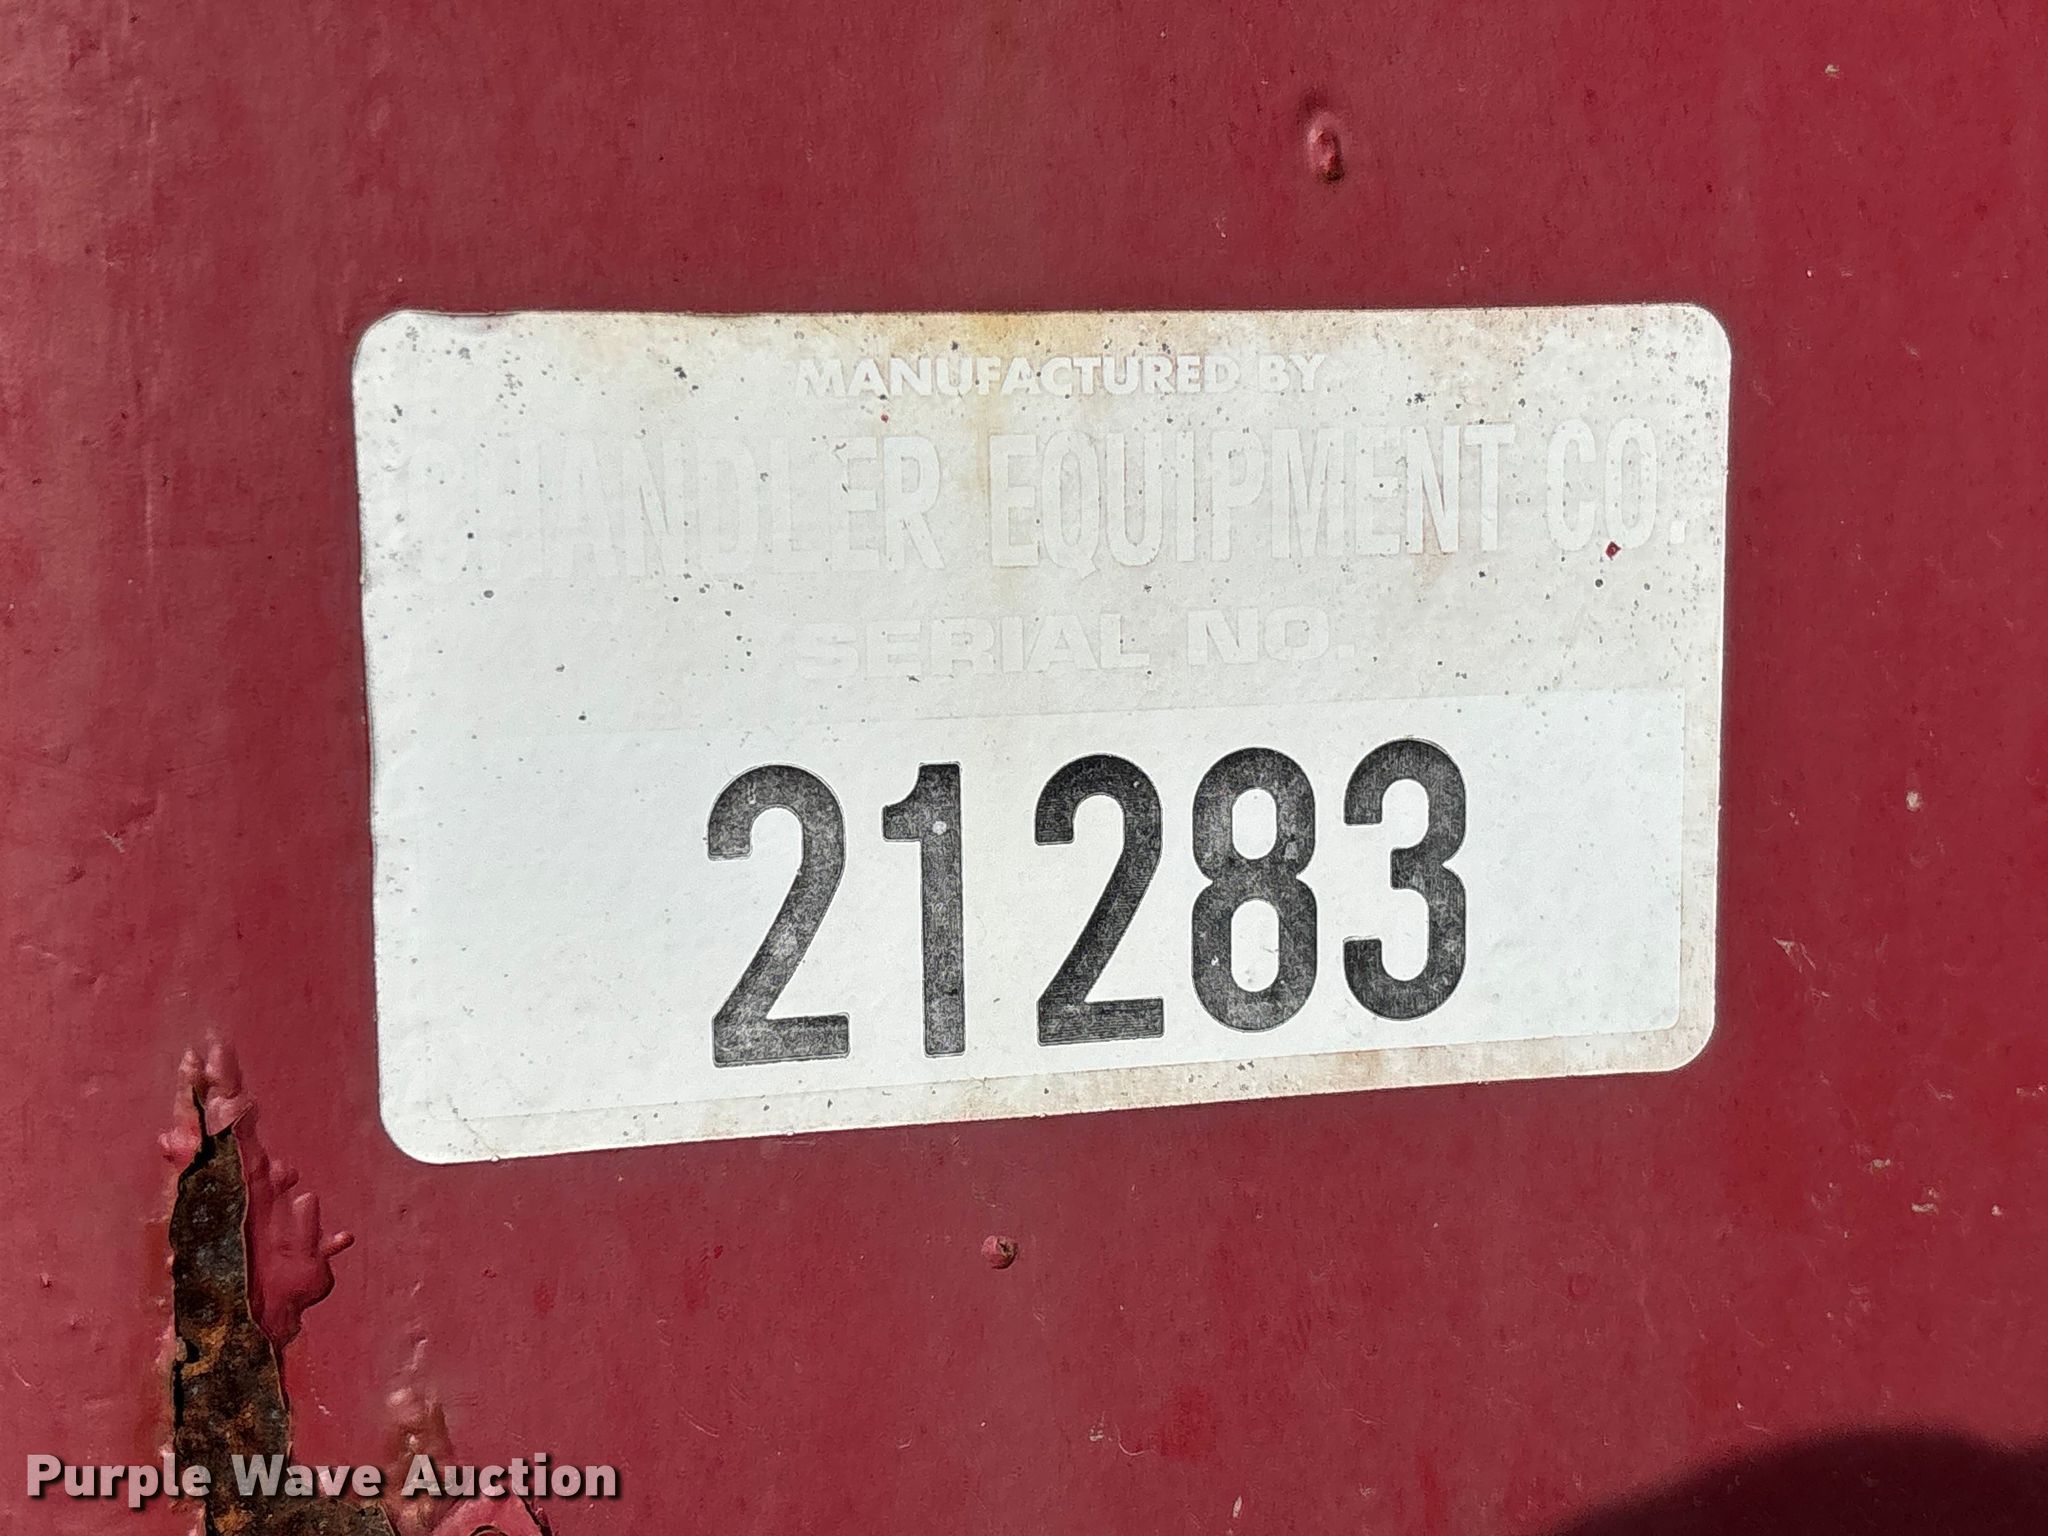 MANUFACTURED BY
CHANDLER EQUIPMENT CO.
SERIAL NO.
21283
Purple Wave Auction